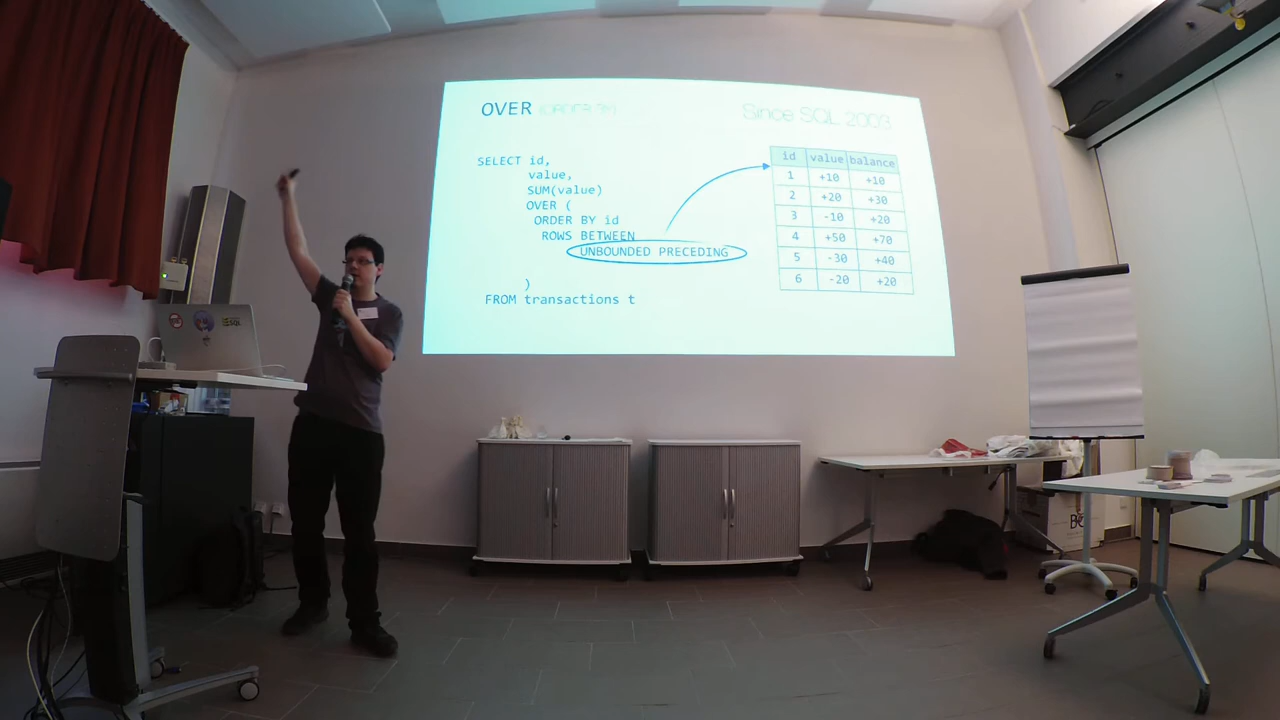 OVER (ORDER BY)
Since SQL 2003
SELECT id,
value,
SUM(value)
OVER (
ORDER BY id
ROWS BETWEEN
UNBOUNDED PRECEDING
)
FROM transactions t
id value balance
1 +10 +10
2 +20 +30
3 -10 +20
4 +50 +70
5 -30 +40
6 -20 +20